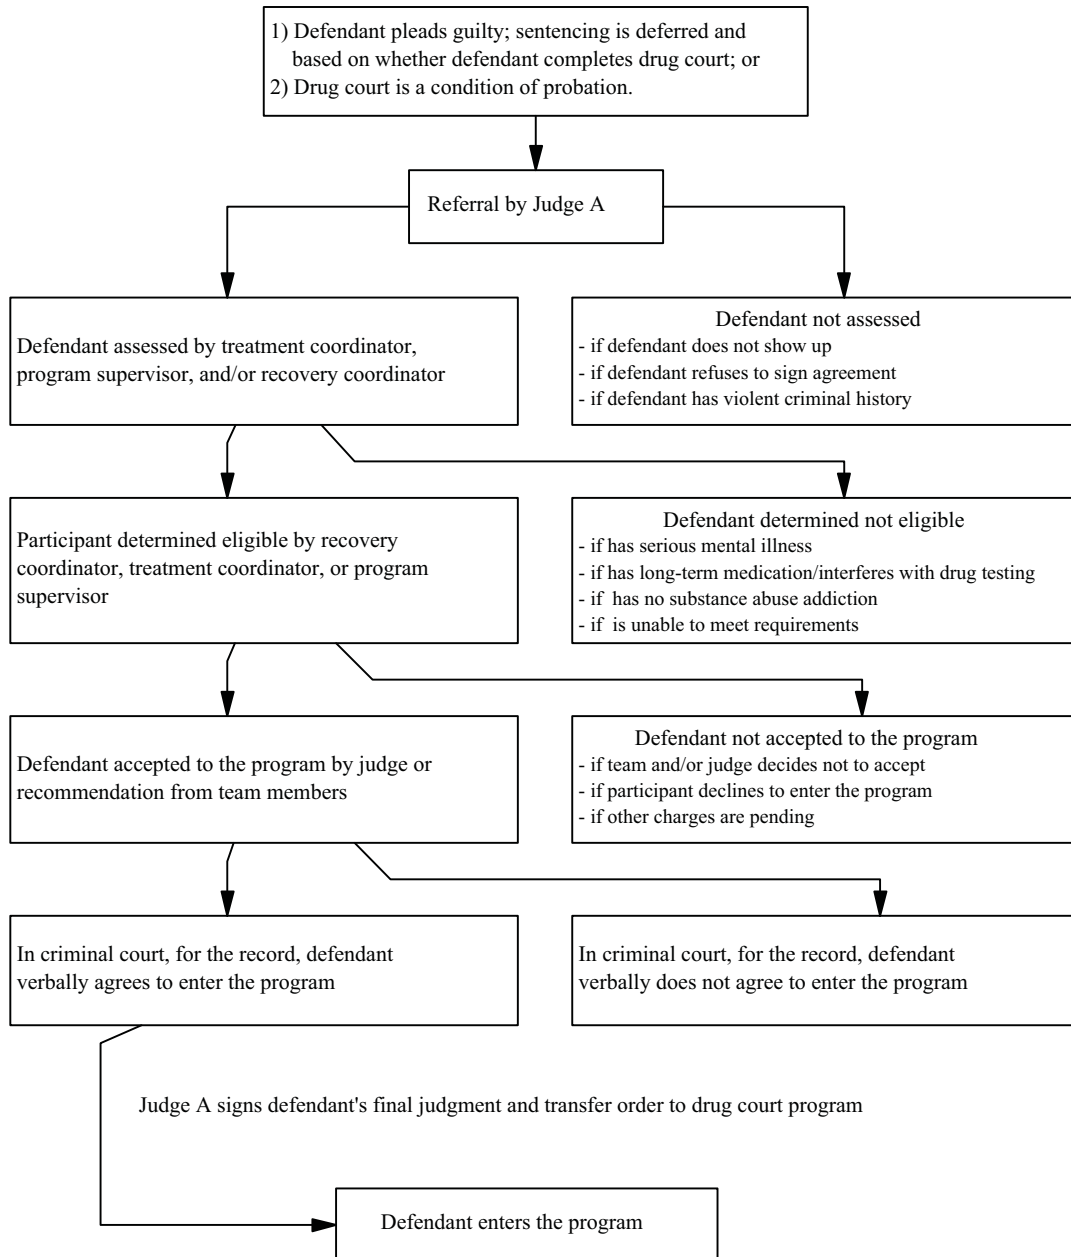 1) Defendant pleads guilty; sentencing is deferred and
based on whether defendant completes drug court; or
2) Drug court is a condition of probation.
Referral by Judge A
Defendant assessed by treatment coordinator,
program supervisor, and/or recovery coordinator
Defendant not assessed
- if defendant does not show up
- if defendant refuses to sign agreement
- if defendant has violent criminal history
Participant determined eligible by recovery
coordinator, treatment coordinator, or program
supervisor
Defendant determined not eligible
- if has serious mental illness
- if has long-term medication/interferes with drug testing
- if  has no substance abuse addiction
- if  is unable to meet requirements
Defendant accepted to the program by judge or
recommendation from team members
Defendant not accepted to the program
- if team and/or judge decides not to accept
- if participant declines to enter the program
- if other charges are pending
In criminal court, for the record, defendant
verbally agrees to enter the program
In criminal court, for the record, defendant
verbally does not agree to enter the program
Judge A signs defendant's final judgment and transfer order to drug court program
Defendant enters the program